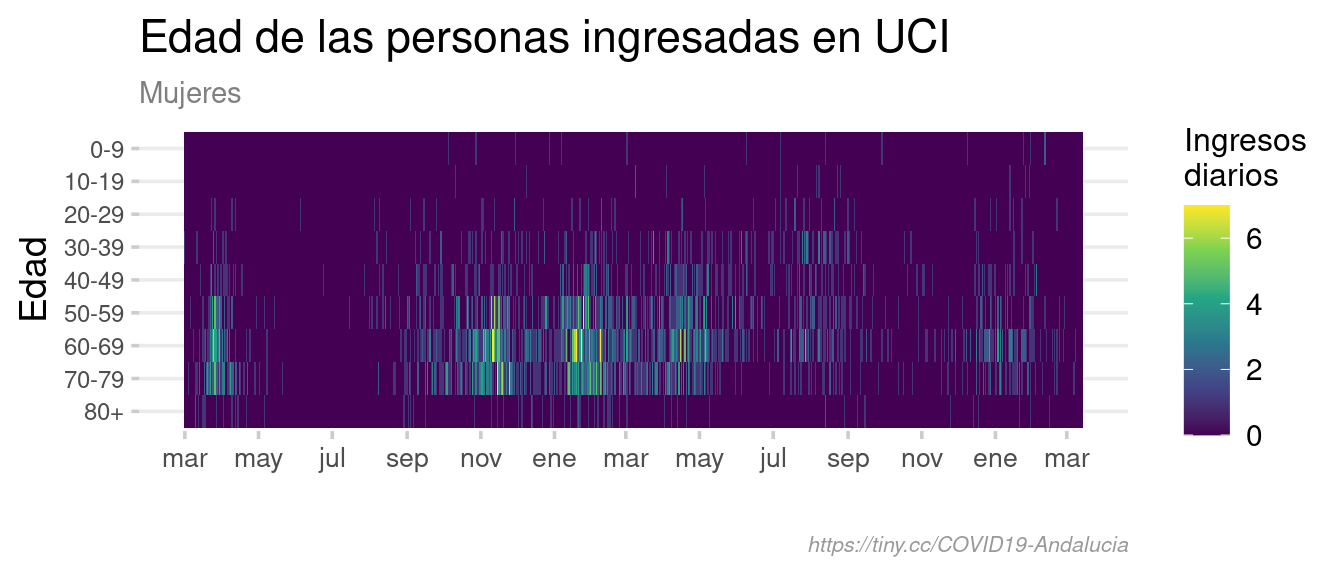 Edad de las personas ingresadas en UCI
Mujeres
Edad
0-9
10-19
20-29
30-39
40-49
50-59
60-69
70-79
80+
mar may jul sep nov ene mar may jul sep nov ene mar
Ingresos
diarios
6
4
2
0
https://tiny.cc/COVID19-Andalucia